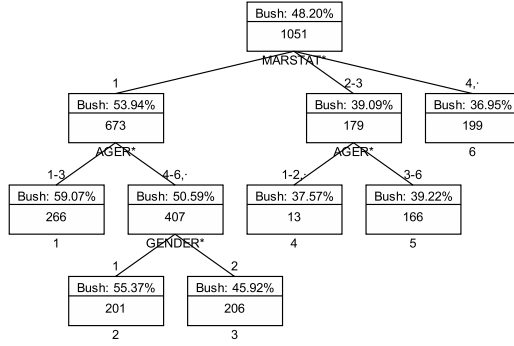 Bush: 48.20%
1051
MARSTAT*
1
2-3
4,.
Bush: 53.94%
Bush: 39.09%
Bush: 36.95%
673
179
199
AGER*
AGER*
6
1-3
4-6,.
1-2,.
3-6
Bush: 59.07%
Bush: 50.59%
Bush: 37.57%
Bush: 39.22%
266
407
13
166
1
GENDER*
4
5
1
2
Bush: 55.37%
Bush: 45.92%
201
206
2
3